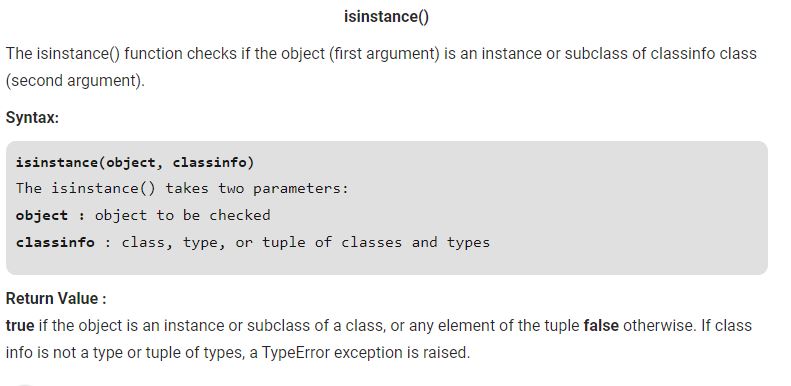 isinstance()
The isinstance() function checks if the object (first argument) is an instance or subclass of classinfo class
(second argument).
Syntax:
isinstance(object, classinfo)
The isinstance() takes two parameters:
object : object to be checked
classinfo : class, type, or tuple of classes and types
Return Value :
true if the object is an instance or subclass of a class, or any element of the tuple false otherwise. If class
info is not a type or tuple of types, a TypeError exception is raised.